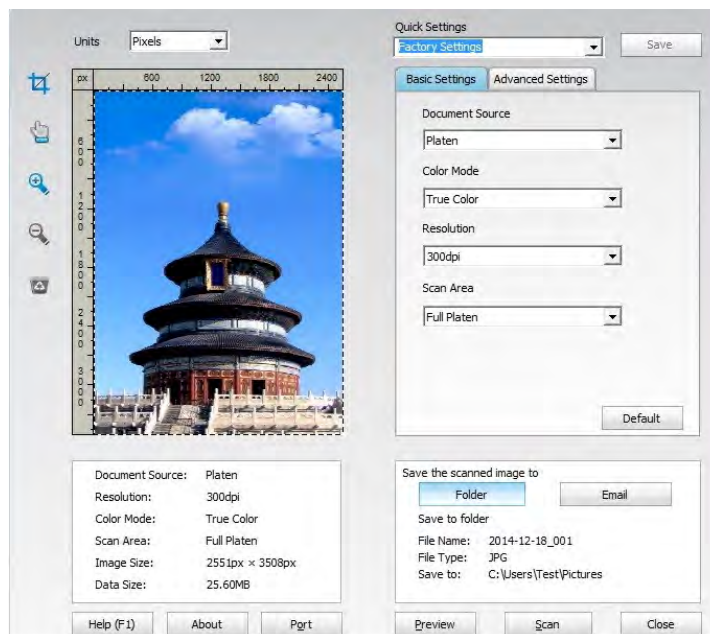 Units Pixels
px 600 1200 1800 2400
600
1200
1800
2400
3000
Quick Settings
Factory Settings Save
Basic Settings Advanced Settings
Document Source
Platen
Color Mode
True Color
Resolution
300dpi
Scan Area
Full Platen
Default
Document Source: Platen
Resolution: 300dpi
Color Mode: True Color
Scan Area: Full Platen
Image Size: 2551px × 3508px
Data Size: 25.60MB
Save the scanned image to
Folder Email
Save to folder
File Name: 2014-12-18_001
File Type: JPG
Save to: C:\Users\Test\Pictures
Help (F1) About Port
Preview Scan Close